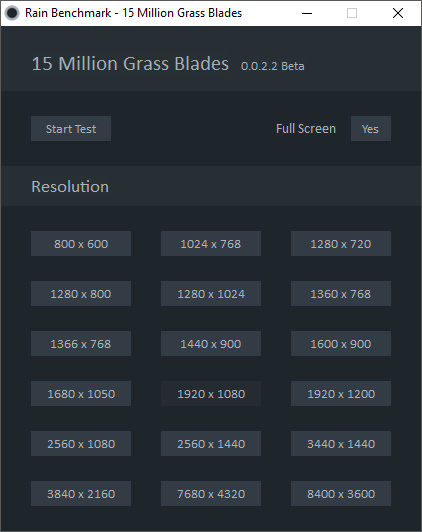 Rain Benchmark - 15 Million Grass Blades
15 Million Grass Blades 0.0.2.2 Beta
Start Test Full Screen Yes
Resolution
800 x 600 1024 x 768 1280 x 720
1280 x 800 1280 x 1024 1360 x 768
1366 x 768 1440 x 900 1600 x 900
1680 x 1050 1920 x 1080 1920 x 1200
2560 x 1080 2560 x 1440 3440 x 1440
3840 x 2160 7680 x 4320 8400 x 3600